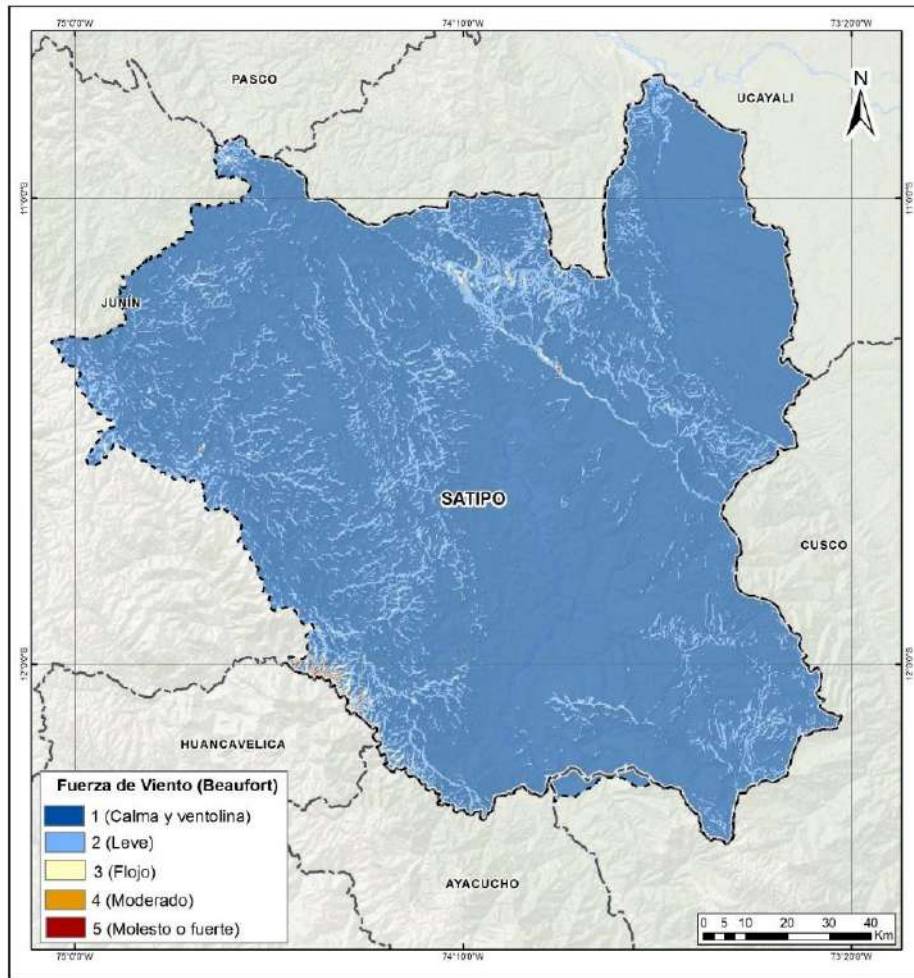 75°0'0"W 74°10'0"W 73°20'0"W
PASCO
N
UCAYALI
11°0'0"S 11°0'0"S
JUNÍN
SATIPO
CUSCO
12°0'0"S 12°0'0"S
HUANCAVELICA
Fuerza de Viento (Beaufort)
1 (Calma y ventolina)
2 (Leve)
3 (Flojo)
4 (Moderado)
5 (Molesto o fuerte)
AYACUCHO
0 5 10 20 30 40
Km
75°0'0"W 74°10'0"W 73°20'0"W